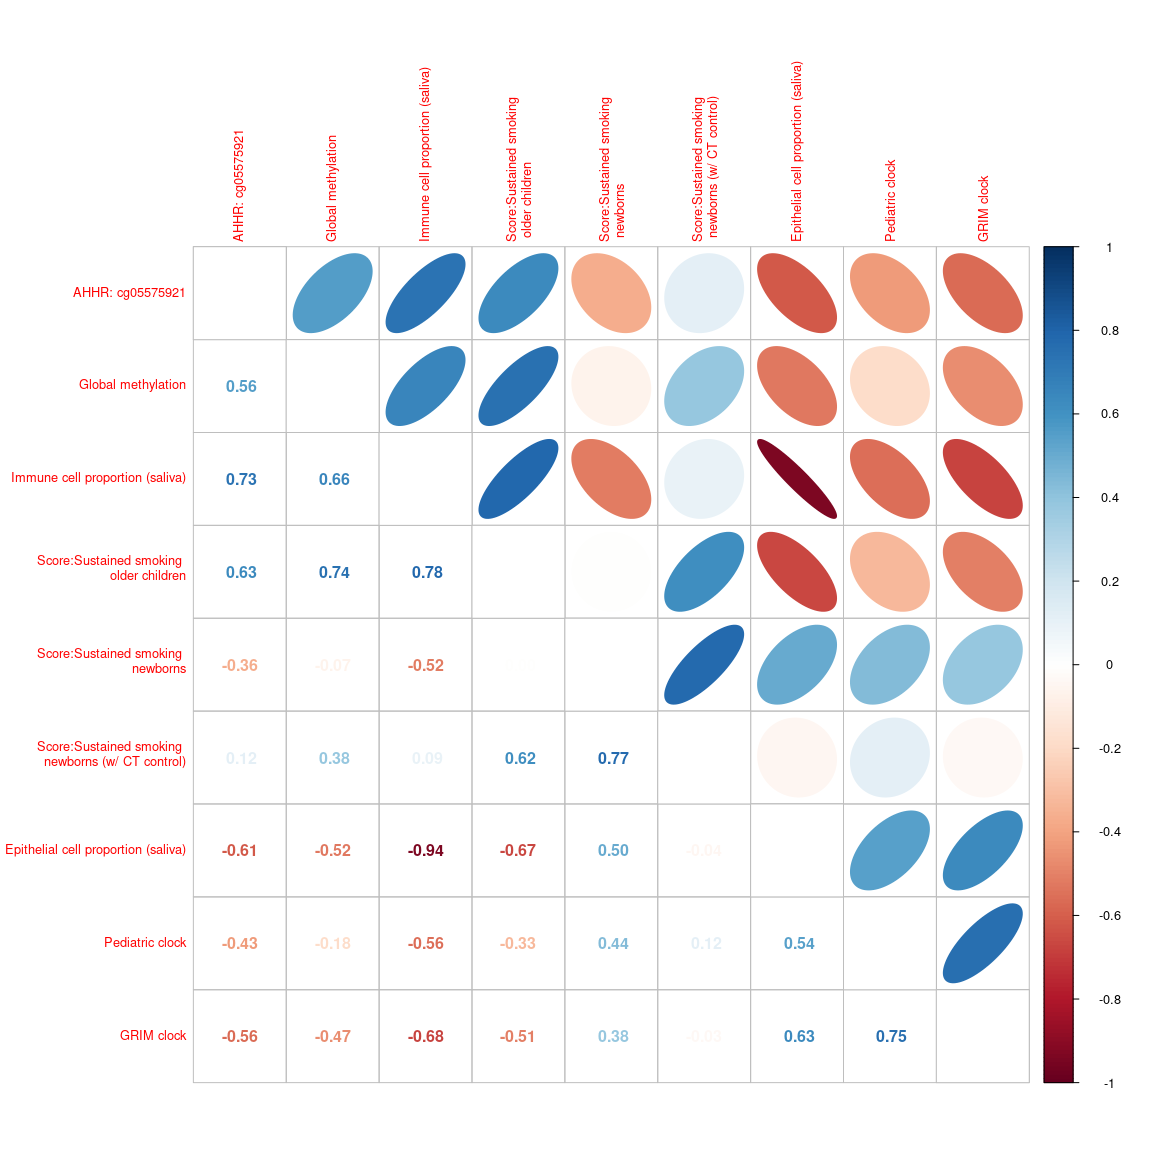 AHHR: cg05575921
Global methylation
Immune cell proportion (saliva)
Score:Sustained smoking
older children
Score:Sustained smoking
newborns
Score:Sustained smoking
newborns (w/ CT control)
Epithelial cell proportion (saliva)
Pediatric clock
GRIM clock
1
AHHR: cg05575921
0.8
Global methylation
0.56
0.6
Immune cell proportion (saliva)
0.73 0.66
0.4
Score:Sustained smoking
older children
0.63 0.74 0.78
0.2
Score:Sustained smoking
newborns
-0.36 -0.07 -0.52
0
Score:Sustained smoking
newborns (w/ CT control)
0.12 0.38 0.09 0.62 0.77
-0.2
Epithelial cell proportion (saliva)
-0.61 -0.52 -0.94 -0.67 0.50 -0.04
-0.4
-0.6
Pediatric clock
-0.43 -0.18 -0.56 -0.33 0.44 0.12 0.54
-0.8
GRIM clock
-0.56 -0.47 -0.68 -0.51 0.38 -0.03 0.63 0.75
-1